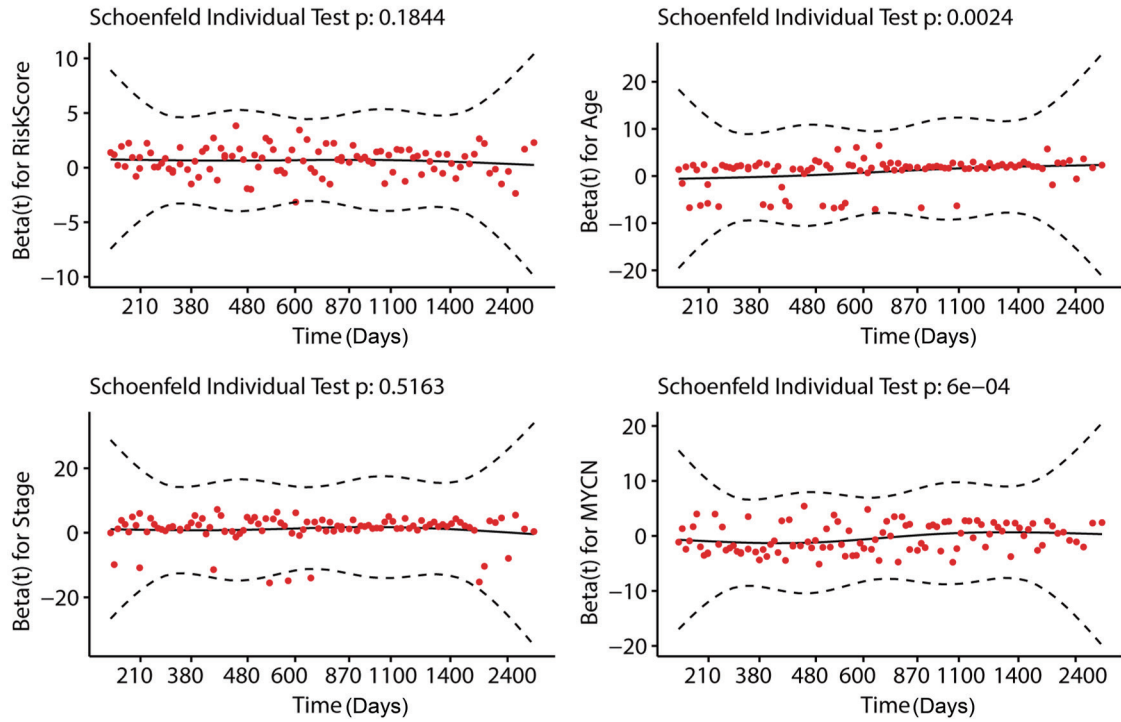 Schoenfeld Individual Test p: 0.1844
10
5
0
−5
−10
Beta(t) for RiskScore
210 380 480 600 870 1100 1400 2400
Time (Days)
Schoenfeld Individual Test p: 0.0024
20
10
0
−10
−20
Beta(t) for Age
210 380 480 600 870 1100 1400 2400
Time (Days)
Schoenfeld Individual Test p: 0.5163
20
0
−20
Beta(t) for Stage
210 380 480 600 870 1100 1400 2400
Time (Days)
Schoenfeld Individual Test p: 6e−04
20
10
0
−10
−20
Beta(t) for MYCN
210 380 480 600 870 1100 1400 2400
Time (Days)